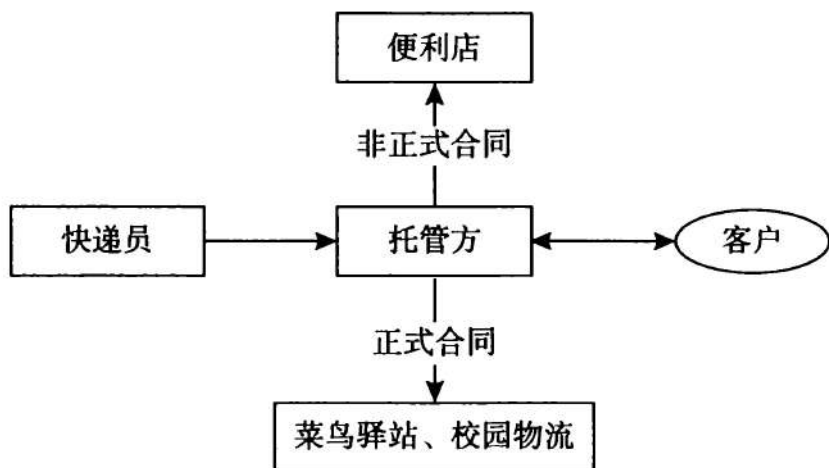 便利店
非正式合同
快递员
托管方
客户
正式合同
菜鸟驿站、校园物流